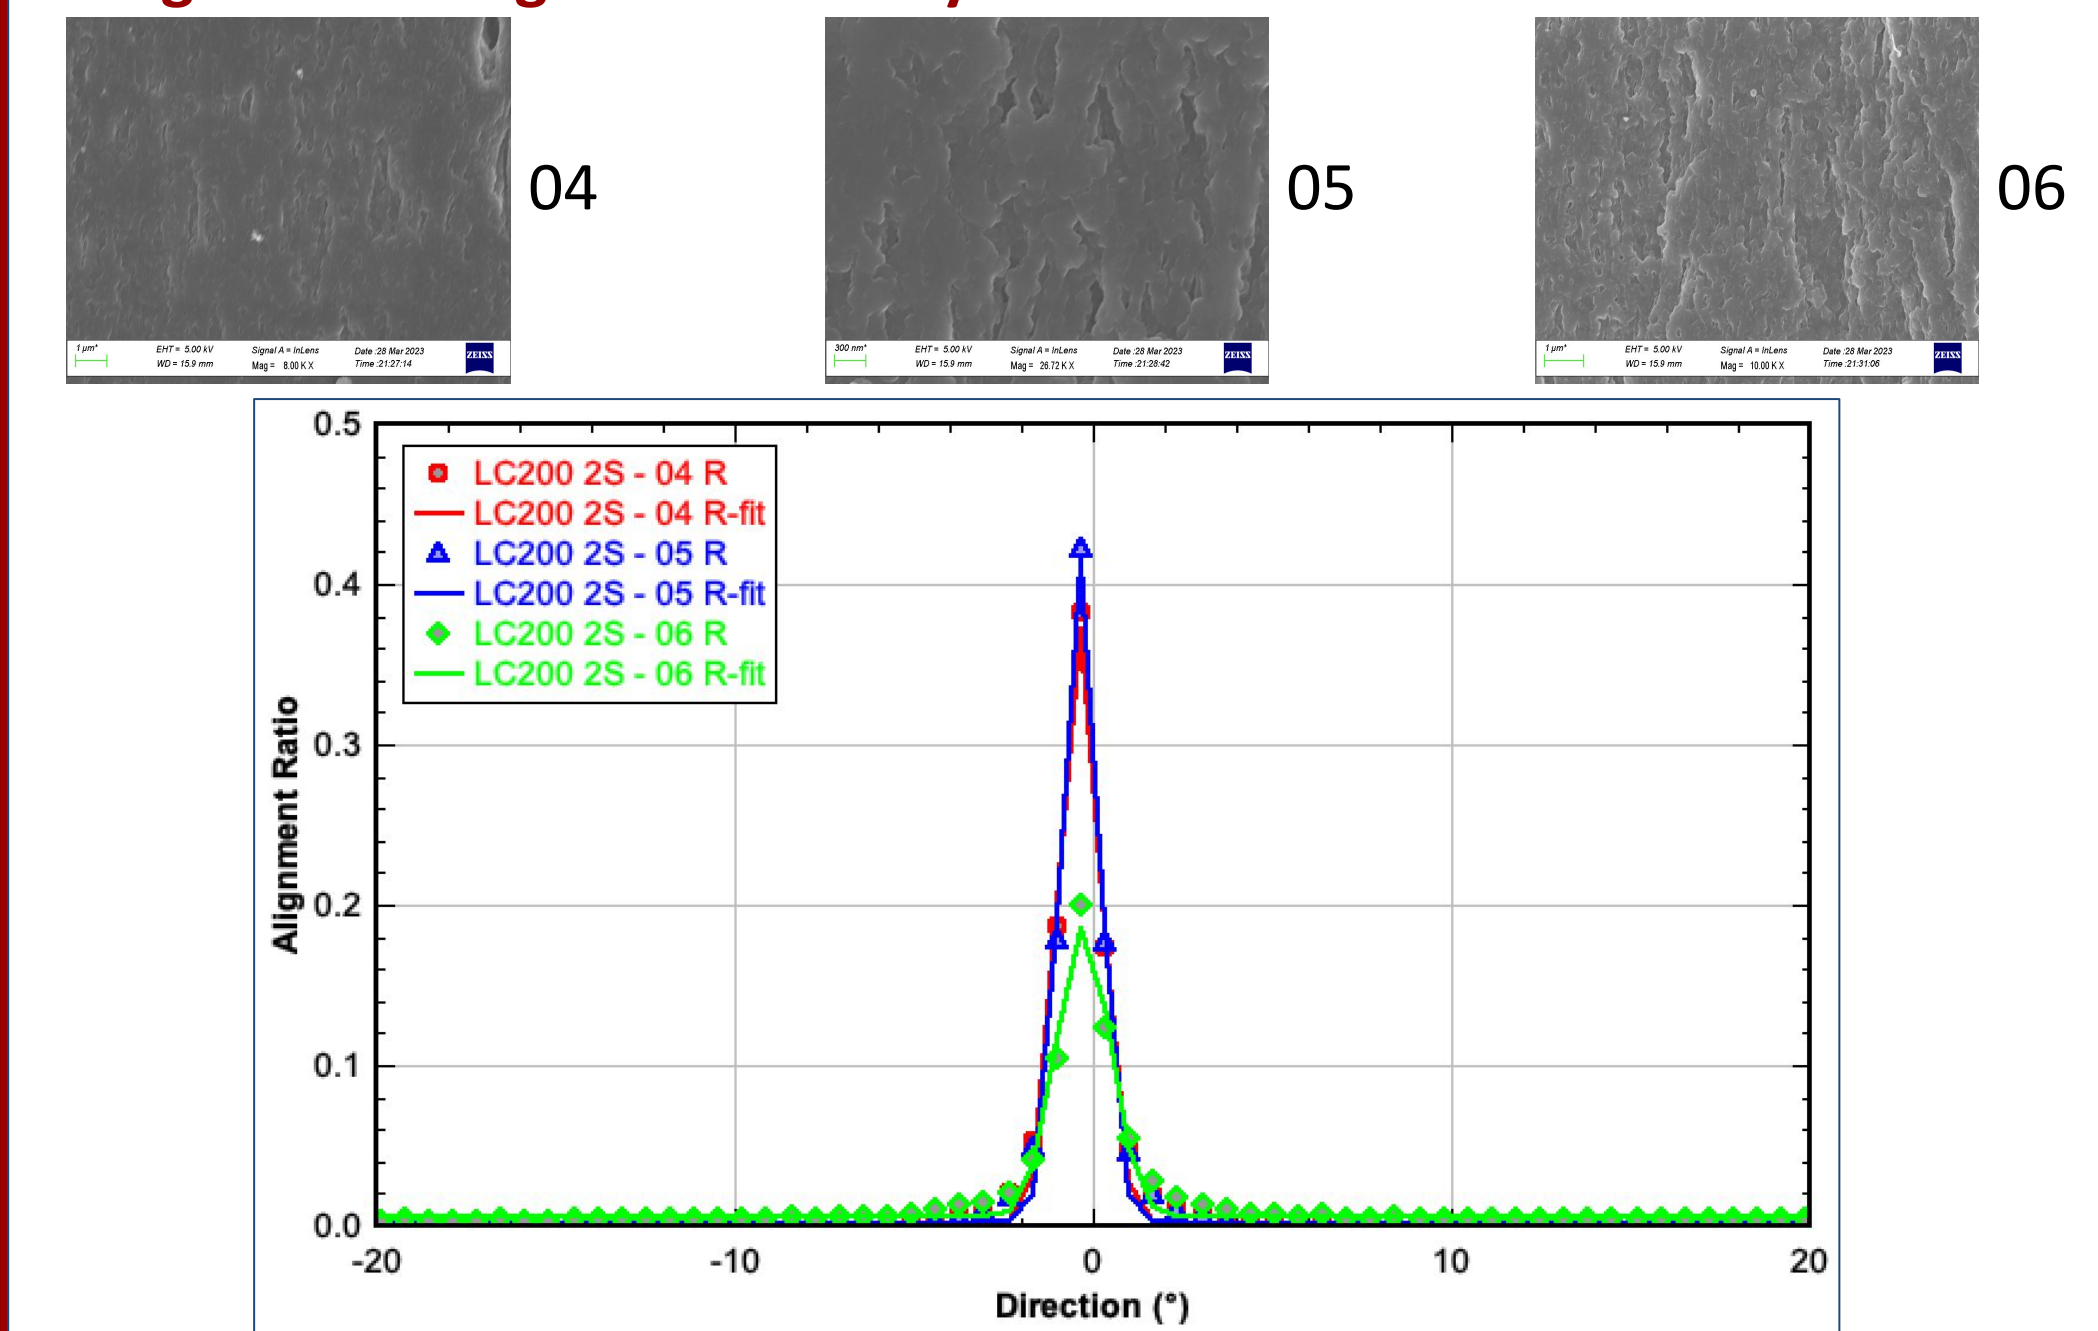 04
05
06
1 µm*
EHT = 5.00 kV
Signal A = InLens
Date :28 Mar 2023
WD = 15.9 mm
Mag = 8.00 K X
Time :21:27:14
ZEISS
300 nm*
EHT = 5.00 kV
Signal A = InLens
Date :28 Mar 2023
WD = 15.9 mm
Mag = 26.72 K X
Time :21:28:42
ZEISS
1 µm*
EHT = 5.00 kV
Signal A = InLens
Date :28 Mar 2023
WD = 15.9 mm
Mag = 10.00 K X
Time :21:31:06
ZEISS
0.5
0.4
0.3
0.2
0.1
0.0
Alignment Ratio
LC200 2S - 04 R
LC200 2S - 04 R-fit
LC200 2S - 05 R
LC200 2S - 05 R-fit
LC200 2S - 06 R
LC200 2S - 06 R-fit
-20
-10
0
10
20
Direction (°)